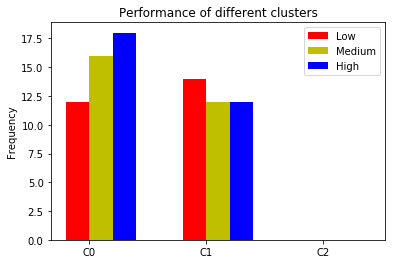 Performance of different clusters
Low
Medium
High
Frequency
17.5
15.0
12.5
10.0
7.5
5.0
2.5
0.0
C0 C1 C2